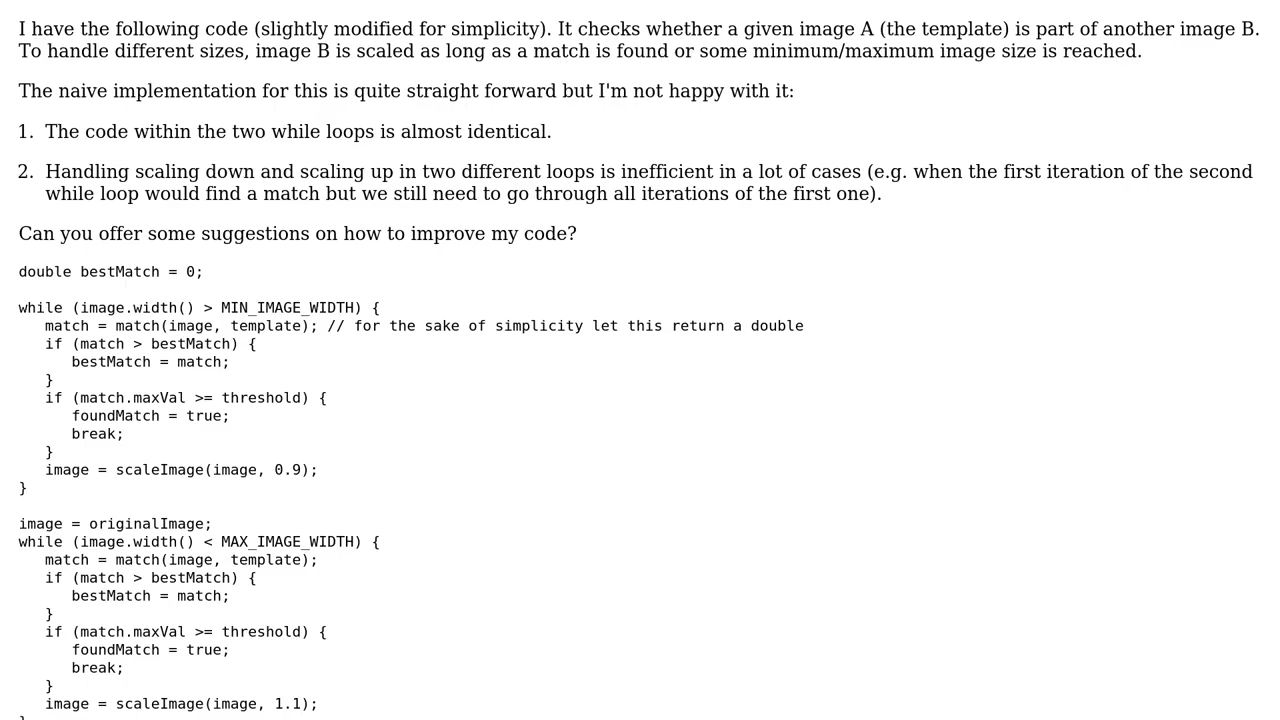 I have the following code (slightly modified for simplicity). It checks whether a given image A (the template) is part of another image B.
To handle different sizes, image B is scaled as long as a match is found or some minimum/maximum image size is reached.
The naive implementation for this is quite straight forward but I'm not happy with it:
1. The code within the two while loops is almost identical.
2. Handling scaling down and scaling up in two different loops is inefficient in a lot of cases (e.g. when the first iteration of the second
while loop would find a match but we still need to go through all iterations of the first one).
Can you offer some suggestions on how to improve my code?
double bestMatch = 0;
while (image.width() > MIN_IMAGE_WIDTH) {
   match = match(image, template); // for the sake of simplicity let this return a double
   if (match > bestMatch) {
      bestMatch = match;
   }
   if (match.maxVal >= threshold) {
      foundMatch = true;
      break;
   }
   image = scaleImage(image, 0.9);
}
image = originalImage;
while (image.width() < MAX_IMAGE_WIDTH) {
   match = match(image, template);
   if (match > bestMatch) {
      bestMatch = match;
   }
   if (match.maxVal >= threshold) {
      foundMatch = true;
      break;
   }
   image = scaleImage(image, 1.1);
}